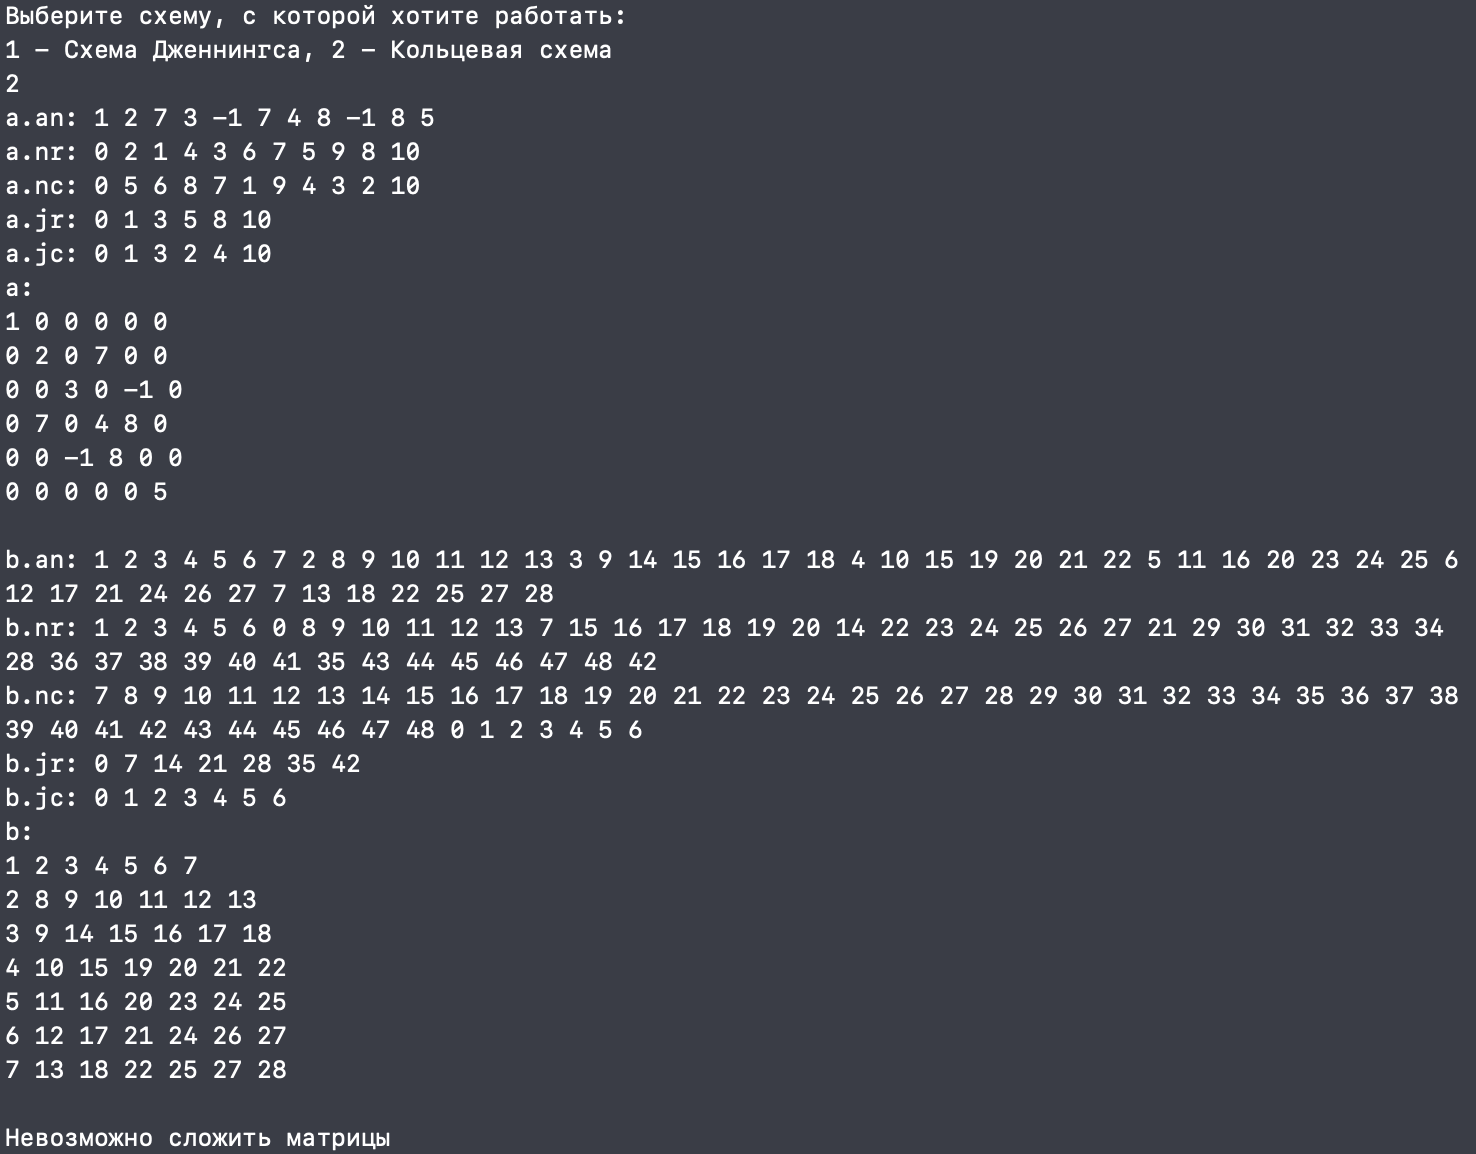 Выберите схему, с которой хотите работать:
1 – Схема Дженнингса, 2 – Кольцевая схема
2
a.an: 1 2 7 3 –1 7 4 8 –1 8 5
a.nr: 0 2 1 4 3 6 7 5 9 8 10
a.nc: 0 5 6 8 7 1 9 4 3 2 10
a.jr: 0 1 3 5 8 10
a.jc: 0 1 3 2 4 10
a:
1 0 0 0 0 0
0 2 0 7 0 0
0 0 3 0 –1 0
0 7 0 4 8 0
0 0 –1 8 0 0
0 0 0 0 0 5

b.an: 1 2 3 4 5 6 7 2 8 9 10 11 12 13 3 9 14 15 16 17 18 4 10 15 19 20 21 22 5 11 16 20 23 24 25 6
12 17 21 24 26 27 7 13 18 22 25 27 28
b.nr: 1 2 3 4 5 6 0 8 9 10 11 12 13 7 15 16 17 18 19 20 14 22 23 24 25 26 27 21 29 30 31 32 33 34
28 36 37 38 39 40 41 35 43 44 45 46 47 48 42
b.nc: 7 8 9 10 11 12 13 14 15 16 17 18 19 20 21 22 23 24 25 26 27 28 29 30 31 32 33 34 35 36 37 38
39 40 41 42 43 44 45 46 47 48 0 1 2 3 4 5 6
b.jr: 0 7 14 21 28 35 42
b.jc: 0 1 2 3 4 5 6
b:
1 2 3 4 5 6 7
2 8 9 10 11 12 13
3 9 14 15 16 17 18
4 10 15 19 20 21 22
5 11 16 20 23 24 25
6 12 17 21 24 26 27
7 13 18 22 25 27 28

Невозможно сложить матрицы